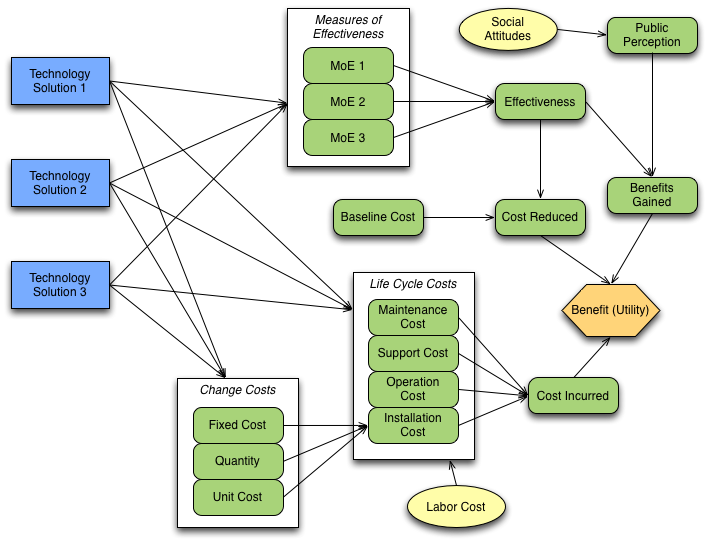 Measures of
Effectiveness
MoE 1
MoE 2
MoE 3
Social
Attitudes
Public
Perception
Technology
Solution 1
Effectiveness
Technology
Solution 2
Benefits
Gained
Baseline Cost
Cost Reduced
Technology
Solution 3
Life Cycle Costs
Maintenance
Cost
Support Cost
Operation
Cost
Installation
Cost
Benefit (Utility)
Cost Incurred
Change Costs
Fixed Cost
Quantity
Unit Cost
Labor Cost